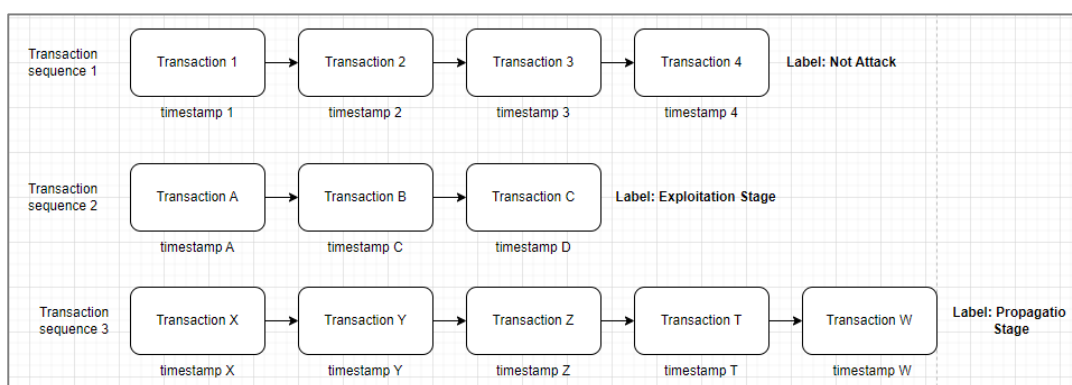 Transaction
sequence 1
Transaction 1
Transaction 2
Transaction 3
Transaction 4
Label: Not Attack
timestamp 1
timestamp 2
timestamp 3
timestamp 4
Transaction
sequence 2
Transaction A
Transaction B
Transaction C
Label: Exploitation Stage
timestamp A
timestamp C
timestamp D
Transaction
sequence 3
Transaction X
Transaction Y
Transaction Z
Transaction T
Transaction W
Label: Propagatio
Stage
timestamp X
timestamp Y
timestamp Z
timestamp T
timestamp W